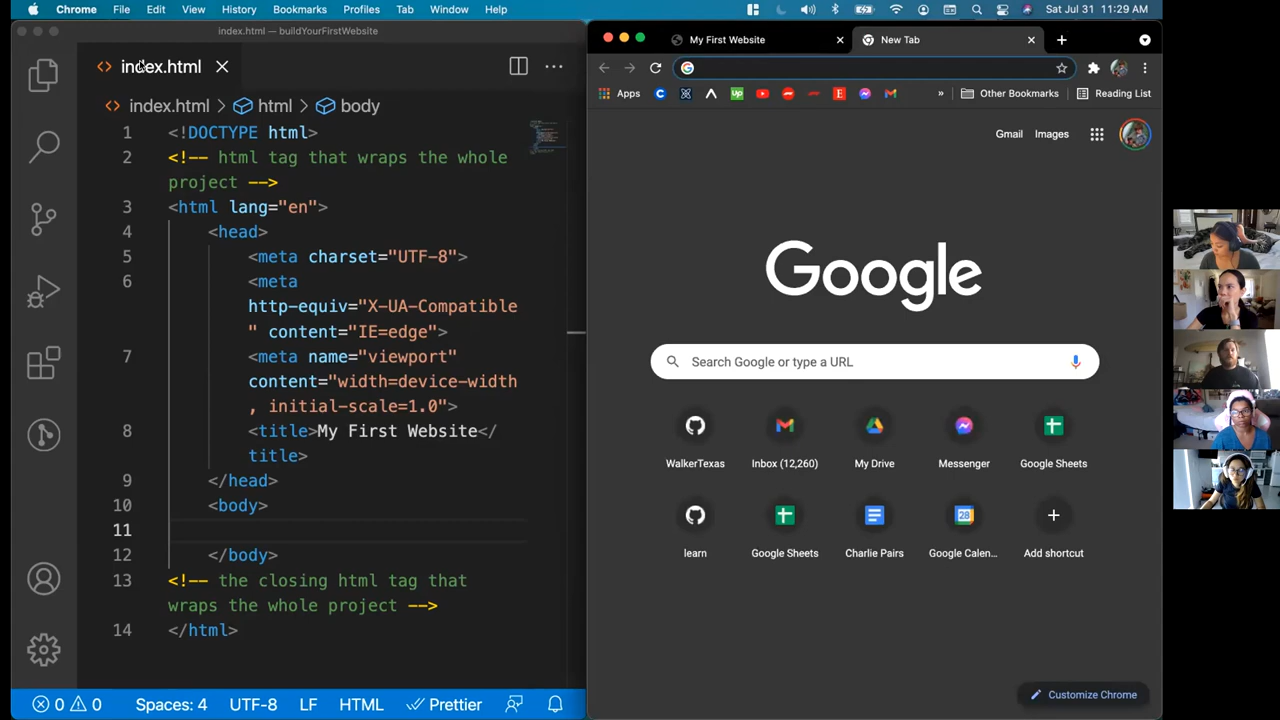 Chrome File Edit View History Bookmarks Profiles Tab Window Help Sat Jul 31 11:29 AM
index.html — buildYourFirstWebsite
index.html
index.html > html > body
1 <!DOCTYPE html>
2 <!-- html tag that wraps the whole
project -->
3 <html lang="en">
4 <head>
5 <meta charset="UTF-8">
6 <meta
http-equiv="X-UA-Compatible
" content="IE=edge">
7 <meta name="viewport"
content="width=device-width
, initial-scale=1.0">
8 <title>My First Website</
title>
9 </head>
10 <body>
11
12 </body>
13 <!-- the closing html tag that
wraps the whole project -->
14 </html>
0 0 Spaces: 4 UTF-8 LF HTML Prettier
My First Website New Tab
Apps up E » Other Bookmarks Reading List
Gmail Images
Google
Search Google or type a URL
WalkerTexas Inbox (12,260) My Drive Messenger Google Sheets
28
learn Google Sheets Charlie Pairs Google Calen... Add shortcut
Customize Chrome